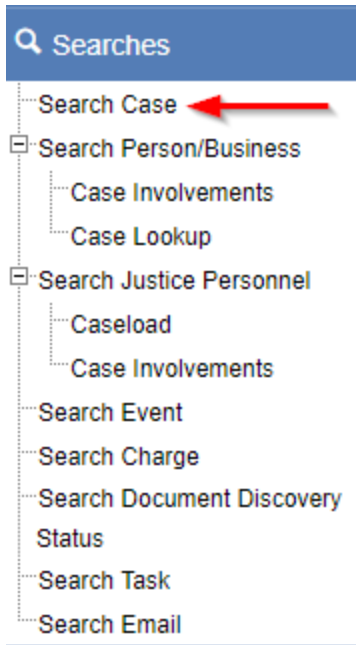 Searches
Search Case
Search Person/Business
Case Involvements
Case Lookup
Search Justice Personnel
Caseload
Case Involvements
Search Event
Search Charge
Search Document Discovery
Status
Search Task
Search Email